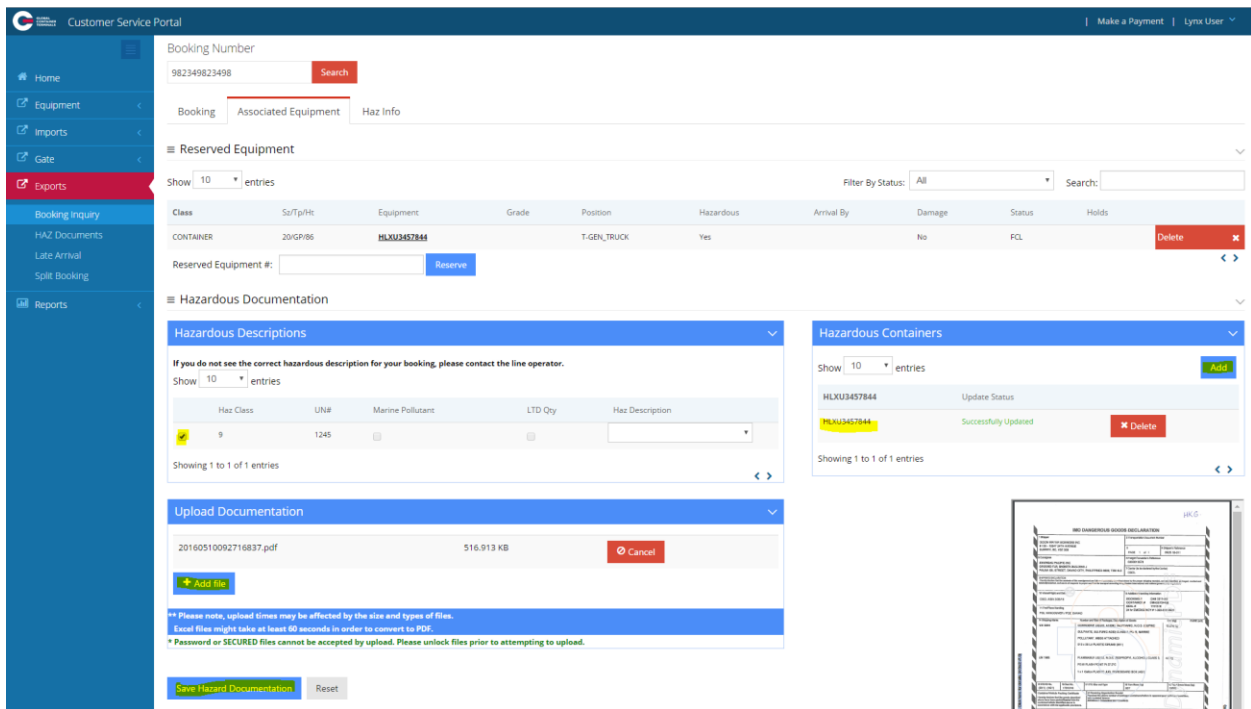 GLOBAL CONTAINER TERMINALS Customer Service Portal | Make a Payment | Lynx User
Home
Equipment
Imports
Gate
Exports
Booking Inquiry
HAZ Documents
Late Arrival
Split Booking
Reports
Booking Number
982349823498 Search
Booking Associated Equipment Haz Info
Reserved Equipment
Show 10 entries Filter By Status: All Search:
Class Sz/Tp/Ht Equipment Grade Position Hazardous Arrival By Damage Status Holds
CONTAINER 20/GP/86 HLXU3457844 T-GEN_TRUCK Yes No FCL Delete
Reserved Equipment #: Reserve
Hazardous Documentation
Hazardous Descriptions
If you do not see the correct hazardous description for your booking, please contact the line operator.
Show 10 entries
Haz Class UN# Marine Pollutant LTD Qty Haz Description
9 1245
Showing 1 to 1 of 1 entries
Hazardous Containers
Show 10 entries Add
HLXU3457844 Update Status
HLXU3457844 Successfully Updated Delete
Showing 1 to 1 of 1 entries
Upload Documentation
20160510092716837.pdf 516.913 KB Cancel
Add file
** Please note, upload times may be affected by the size and types of files.
Excel files might take at least 60 seconds in order to convert to PDF.
* Password or SECURED files cannot be accepted by upload. Please unlock files prior to attempting to upload.
Save Hazard Documentation Reset
IMO DANGEROUS GOODS DECLARATION